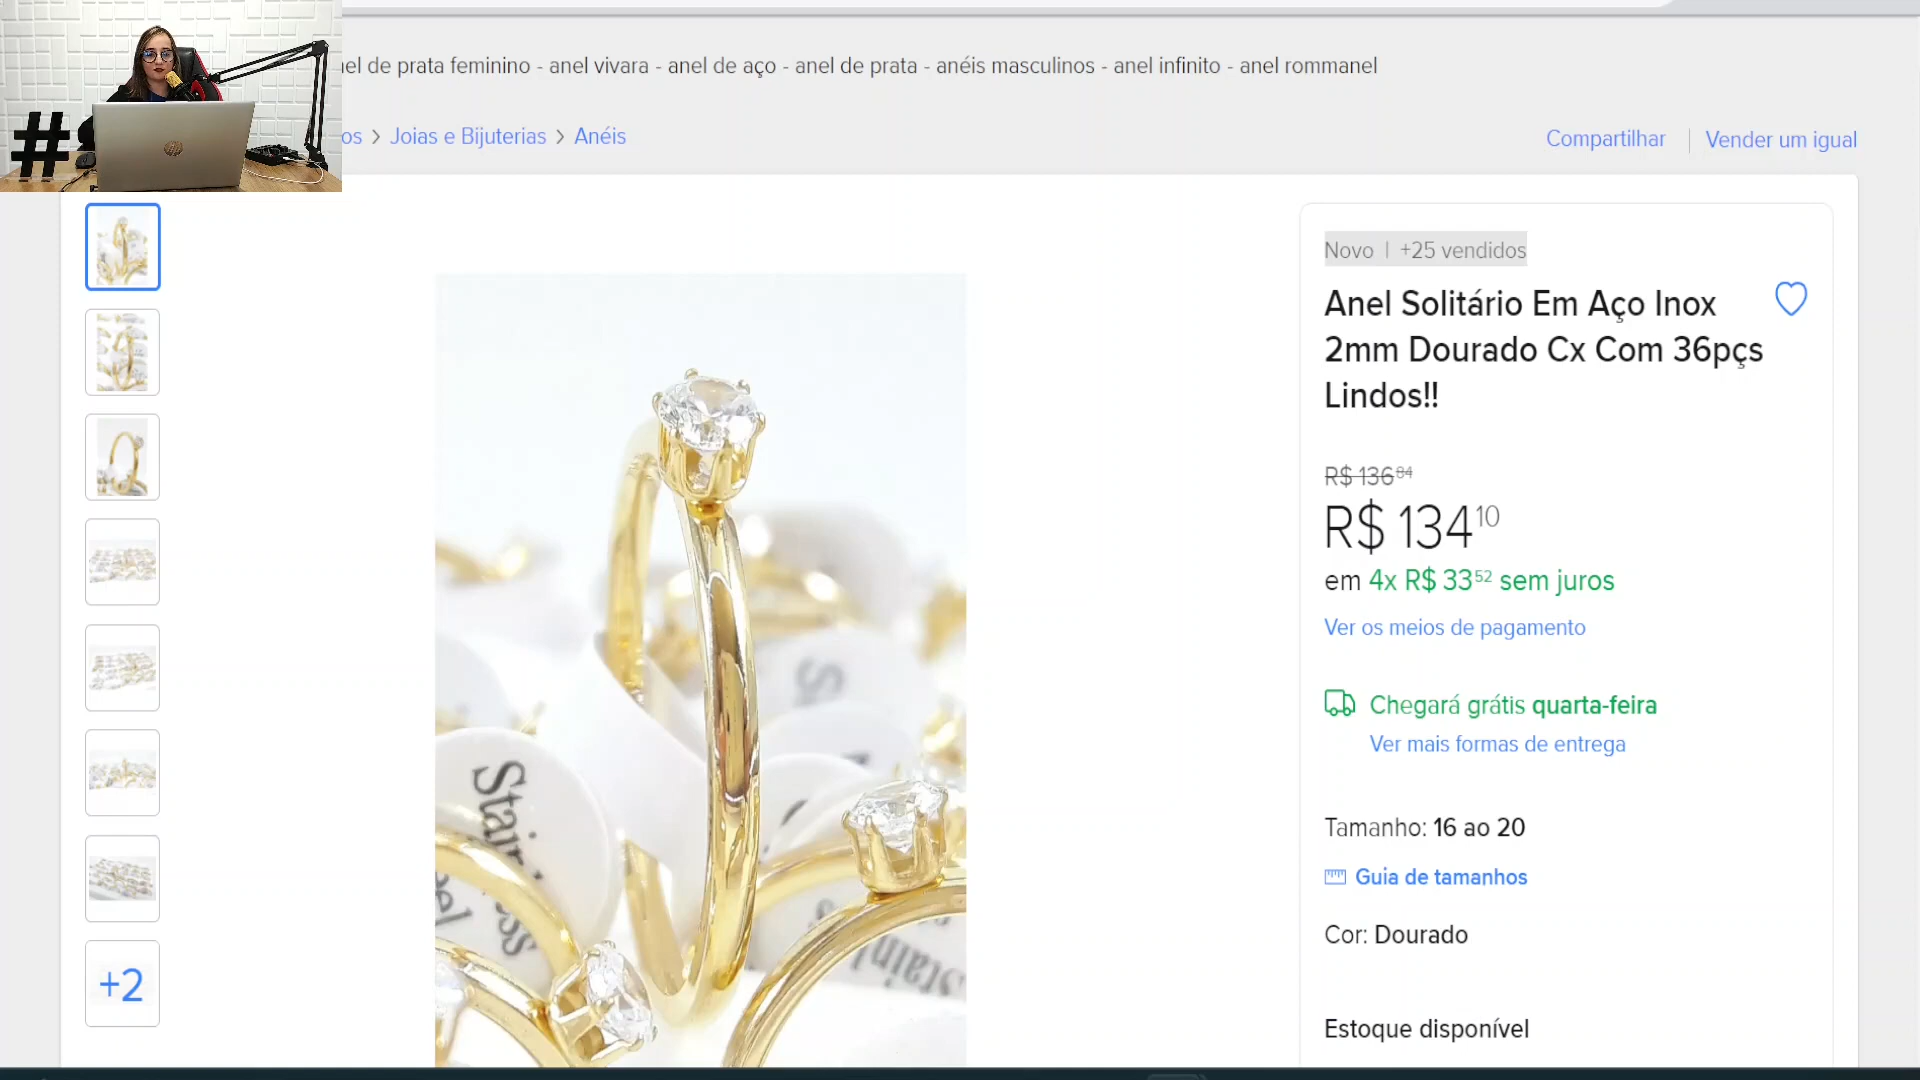 el de prata feminino - anel vivara - anel de aço - anel de prata - anéis masculinos - anel infinito - anel rommanel
os > Joias e Bijuterias > Anéis
Compartilhar | Vender um igual
Novo | +25 vendidos
Anel Solitário Em Aço Inox
2mm Dourado Cx Com 36pçs
Lindos!!
R$ 136 84
R$ 134 10
em 4x R$ 33 52 sem juros
Ver os meios de pagamento
Chegará grátis quarta-feira
Ver mais formas de entrega
Tamanho: 16 ao 20
Guia de tamanhos
Cor: Dourado
Estoque disponível
+2
#
hp